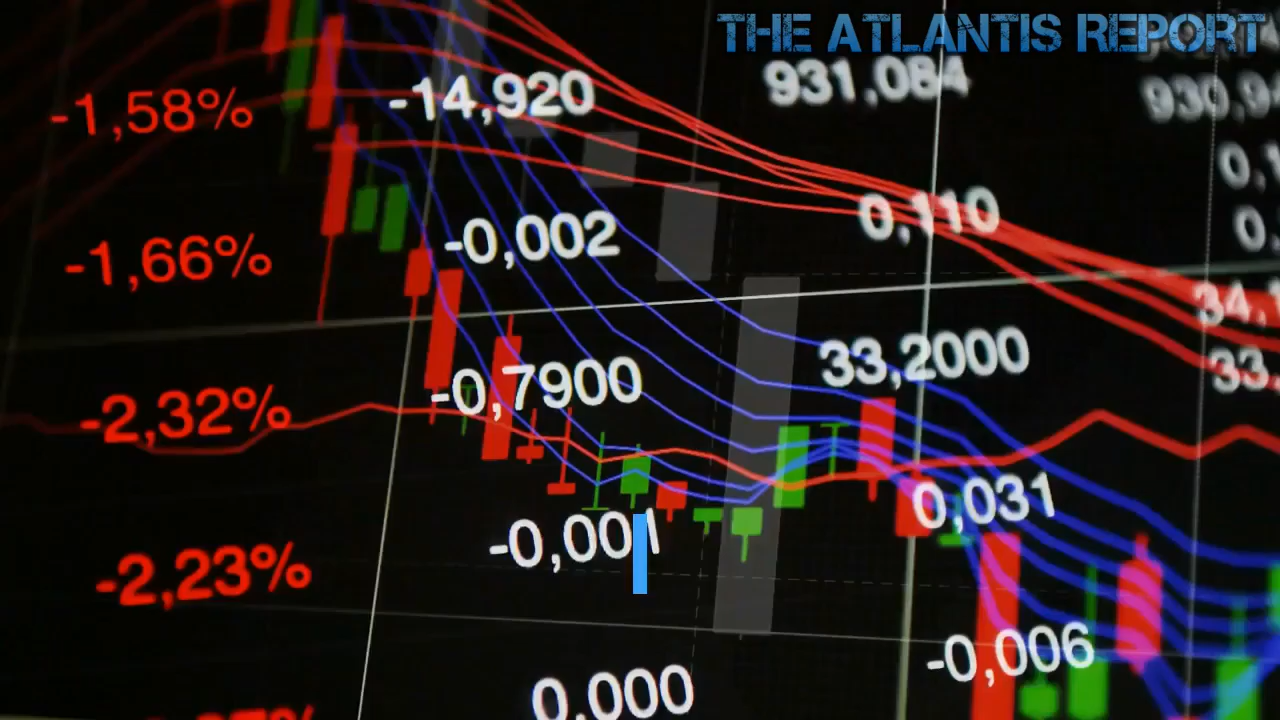 THE ATLANTIS REPORT
-1,58% -14,920 931,084
-1,66% -0,002 0,110
-2,32% -0,7900 33,2000
-2,23% -0,001 0,031
0,000 -0,006